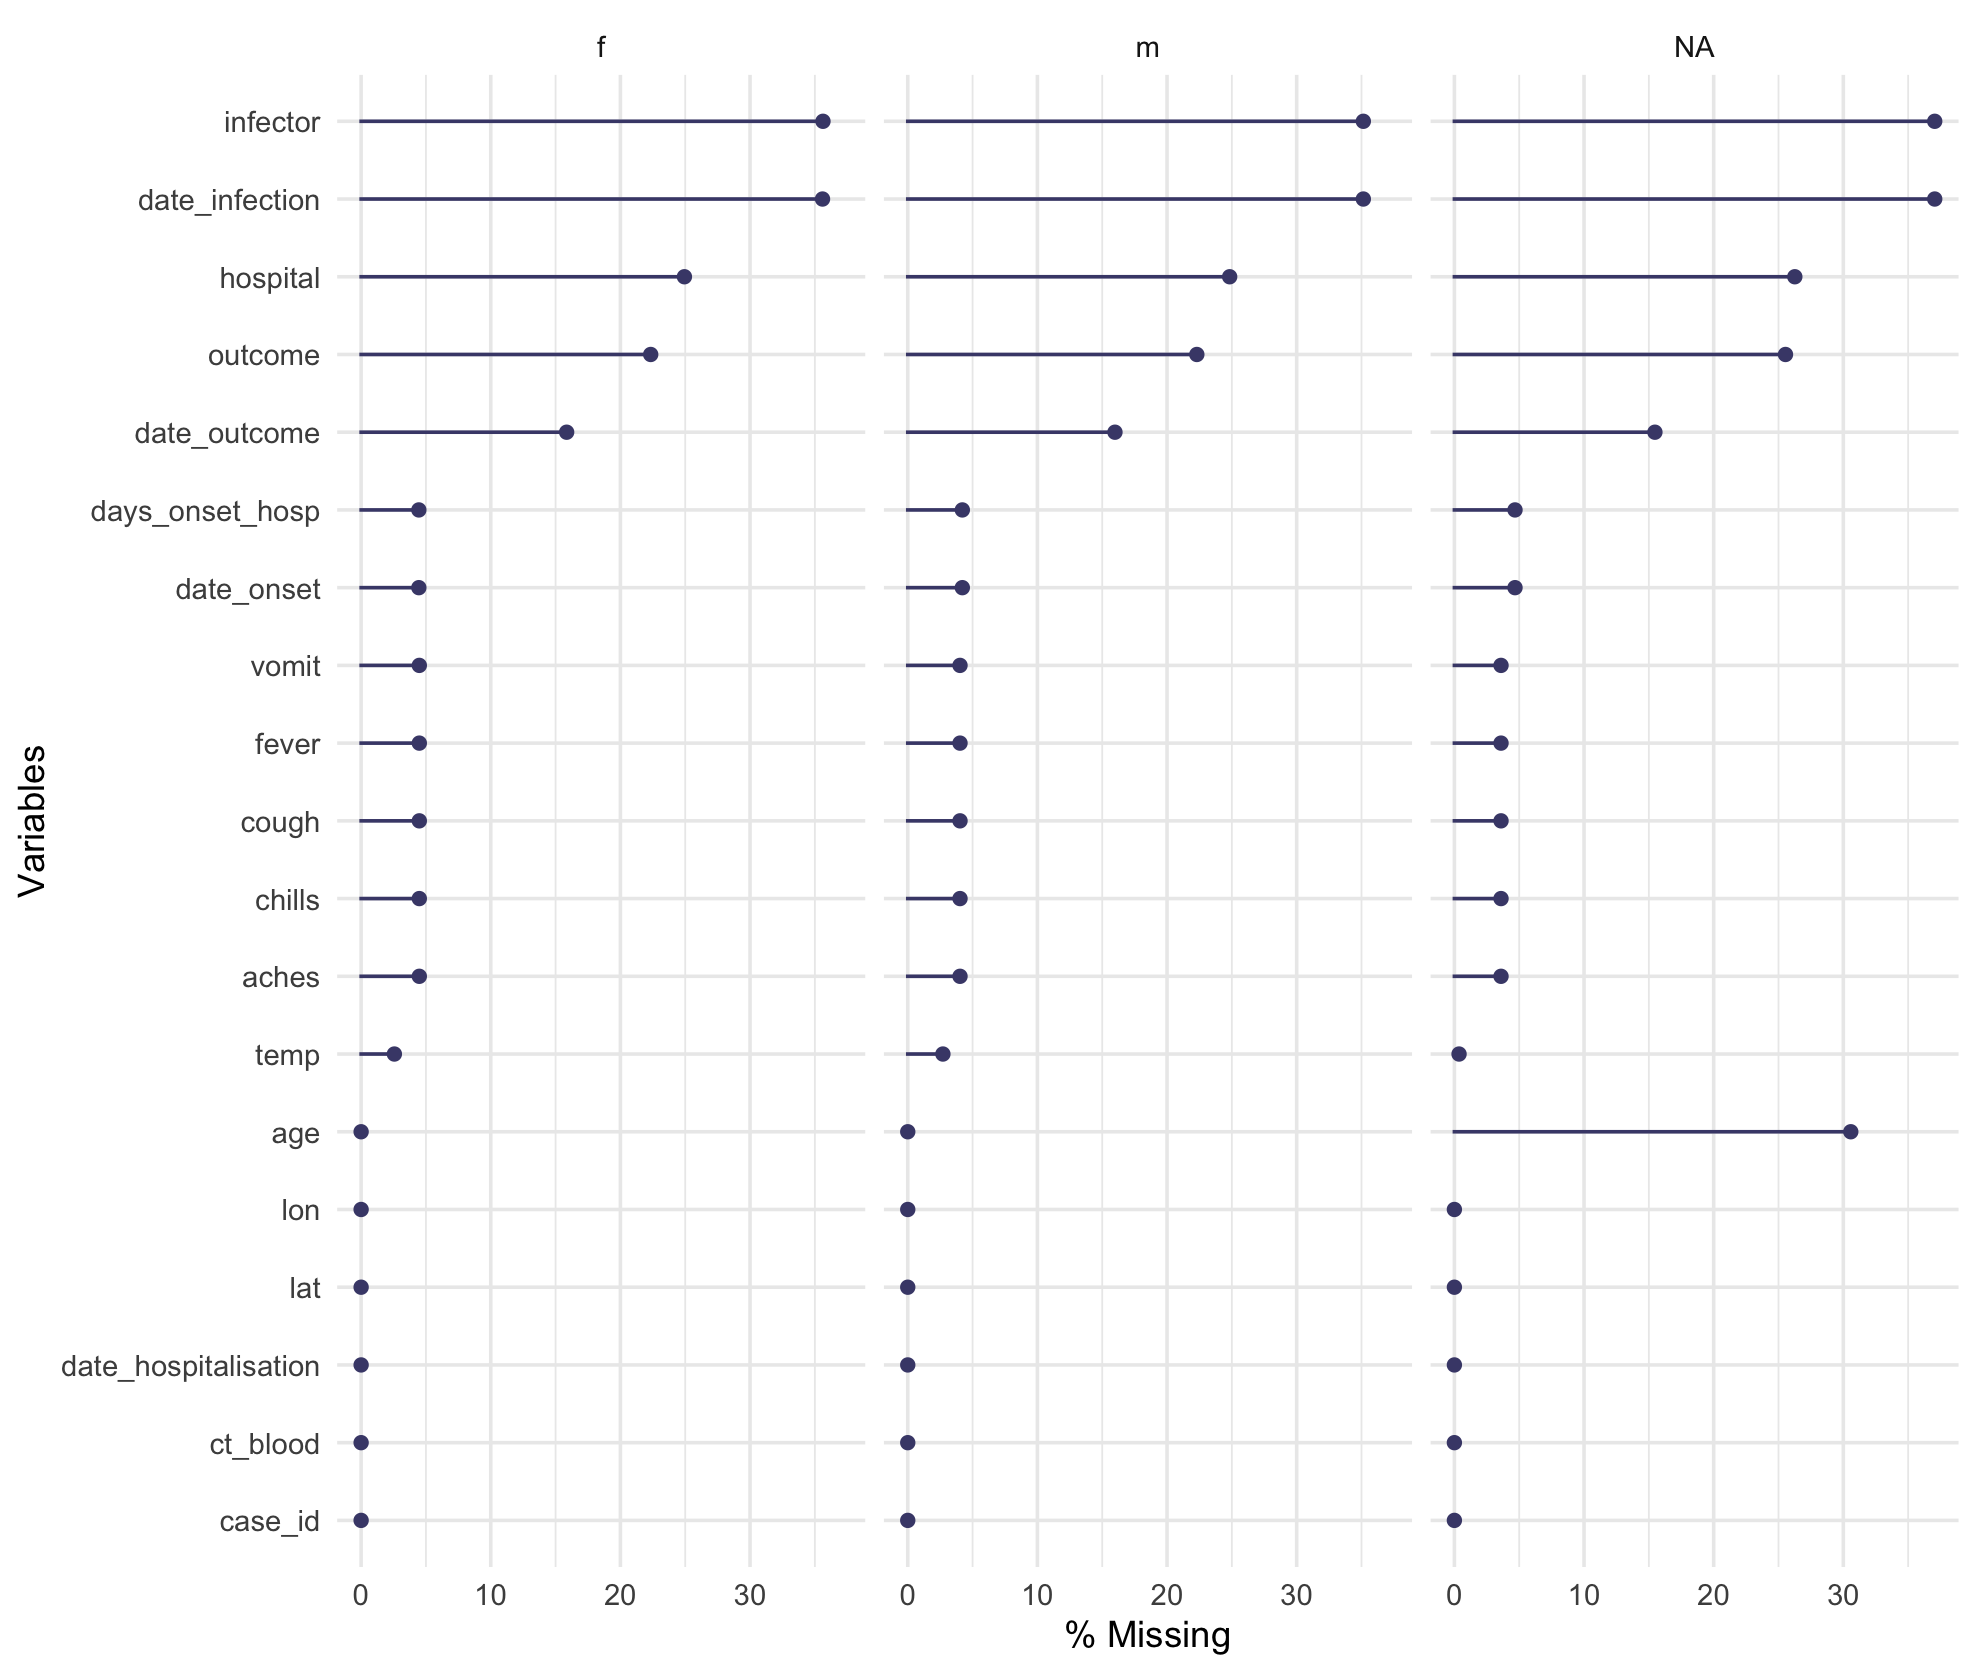 f m NA
infector
date_infection
hospital
outcome
date_outcome
days_onset_hosp
date_onset
vomit
fever
cough
chills
aches
temp
age
lon
lat
date_hospitalisation
ct_blood
case_id
Variables
0 10 20 30 0 10 20 30 0 10 20 30
% Missing